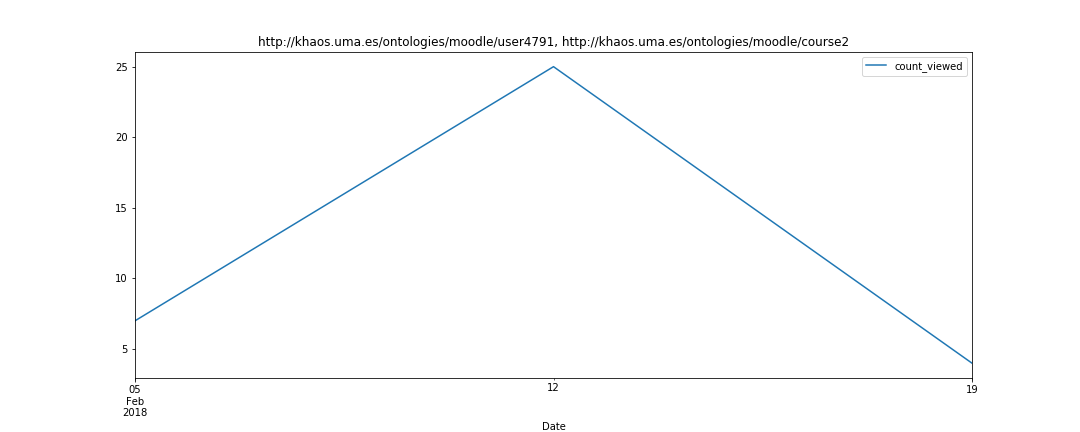 http://khaos.uma.es/ontologies/moodle/user4791, http://khaos.uma.es/ontologies/moodle/course2
count_viewed
25
20
15
10
5
05
Feb
2018
12
19
Date